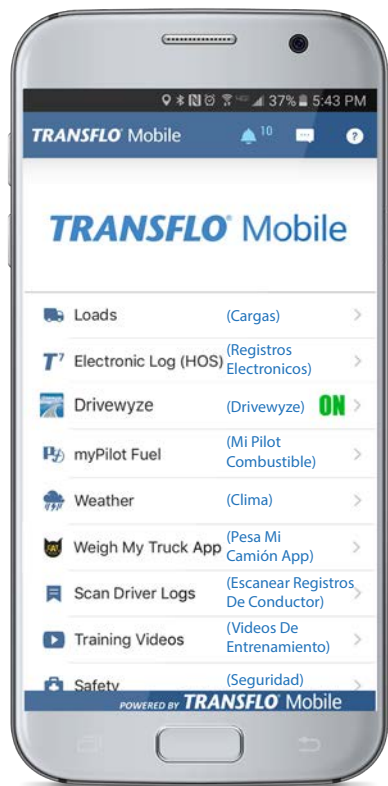 37% 5:43 PM
TRANSFLO® Mobile 10 ?
TRANSFLO® Mobile
Loads (Cargas)
T7 Electronic Log (HOS) (Registros
Electronicos)
Drivewyze (Drivewyze) ON
myPilot Fuel (Mi Pilot
Combustible)
Weather (Clima)
Weigh My Truck App (Pesa Mi
Camión App)
Scan Driver Logs (Escanear Registros
De Conductor)
Training Videos (Videos De
Entrenamiento)
Safety (Seguridad)
POWERED BY TRANSFLO® Mobile